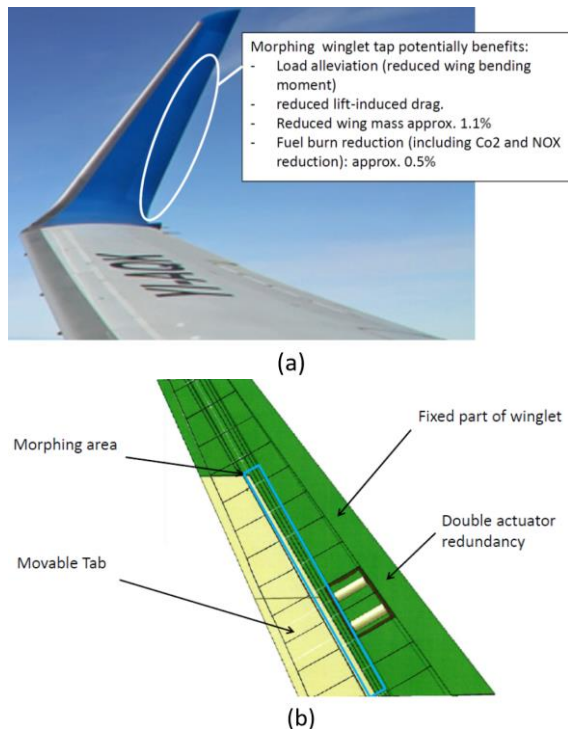 Morphing winglet tap potentially benefits:
- Load alleviation (reduced wing bending
moment)
- reduced lift-induced drag.
- Reduced wing mass approx. 1.1%
- Fuel burn reduction (including Co2 and NOX
reduction): approx. 0.5%
(a)
Morphing area
Fixed part of winglet
Double actuator
redundancy
Movable Tab
(b)